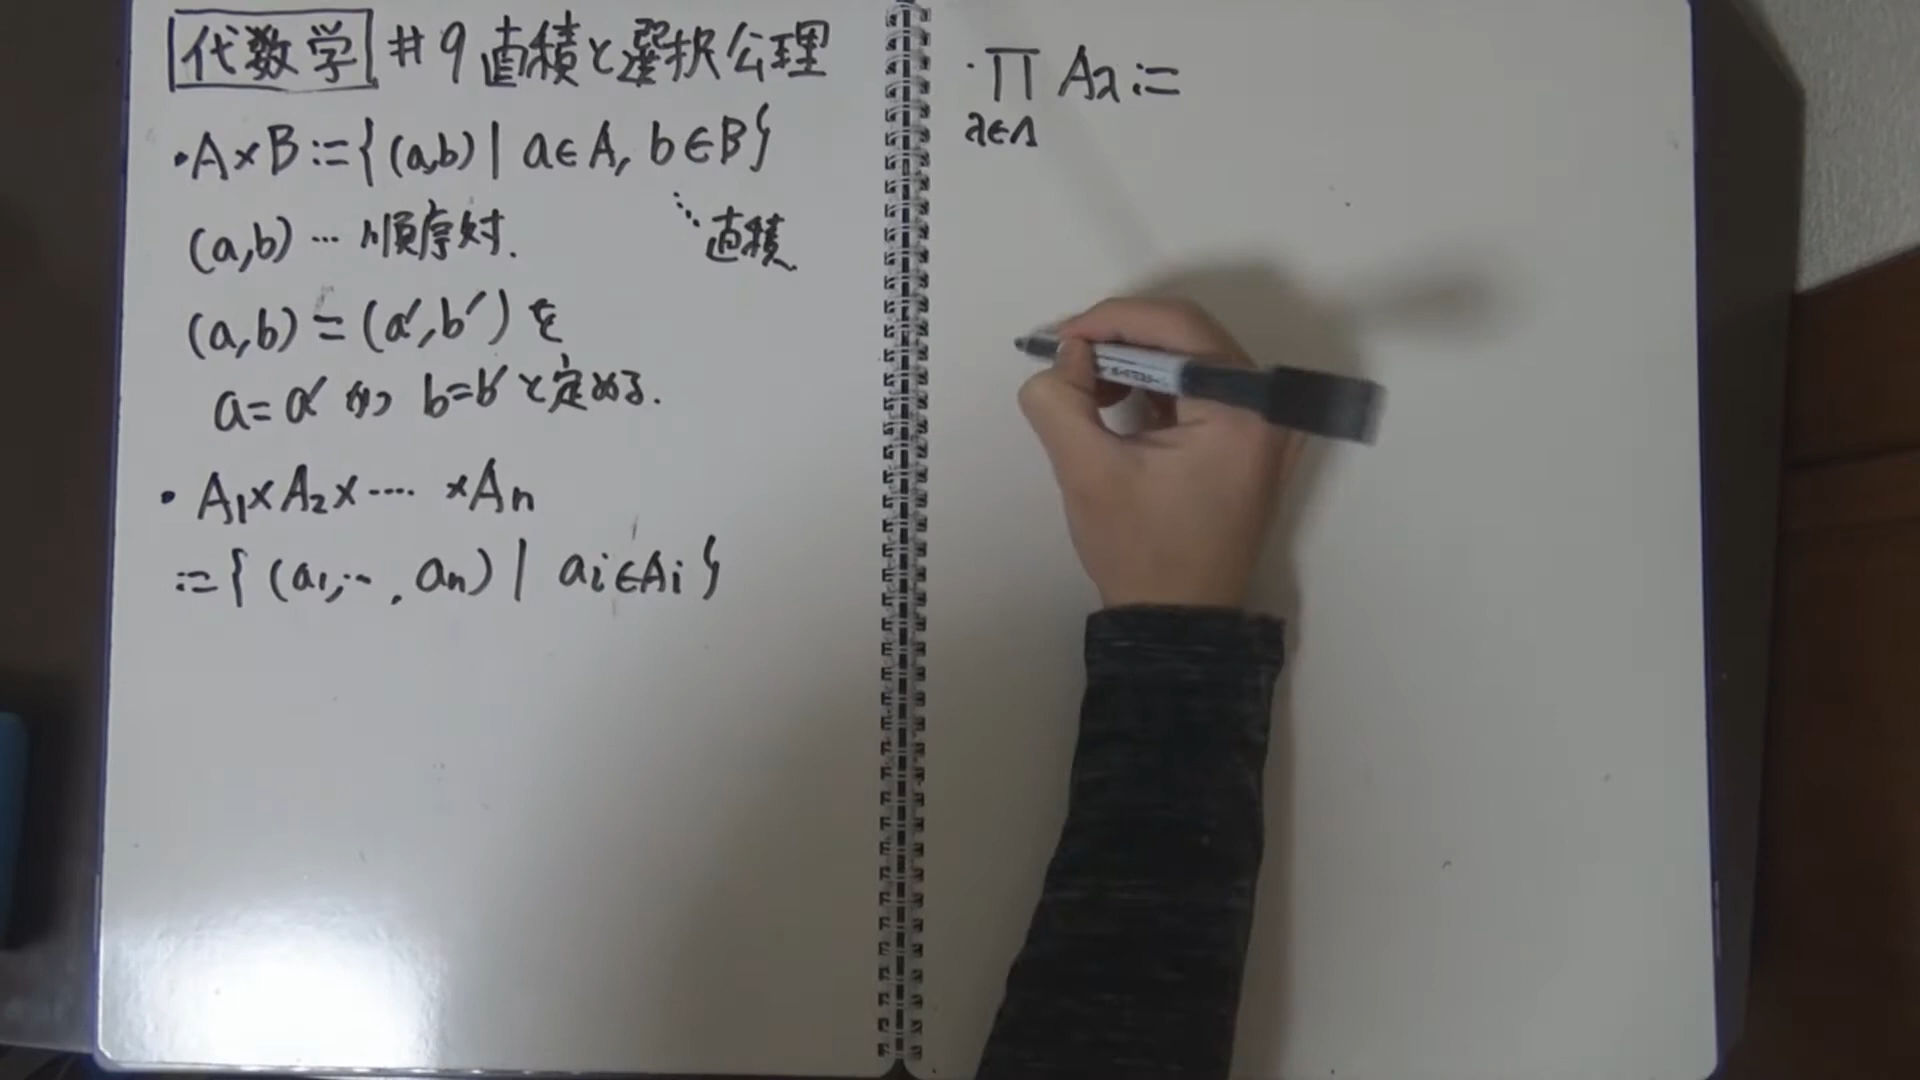 代数学 #9 直積と選択公理
・A×B := {(a,b) | a∈A, b∈B}
(a,b) … 順序対. ⋱ 直積
(a,b) = (a′,b′) を
a=a′ かつ b=b′ と定める.
・A₁×A₂×‥‥ ×Aₙ
:= { (a₁,…, aₙ) | aᵢ∈Aᵢ }
・∏ Aλ :=
λ∈Λ